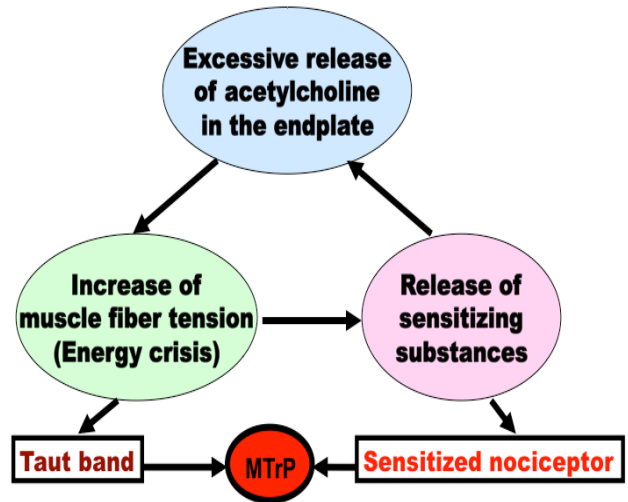 Excessive release
of acetylcholine
in the endplate
Increase of
muscle fiber tension
(Energy crisis)
Release of
sensitizing
substances
Taut band
MTrP
Sensitized nociceptor